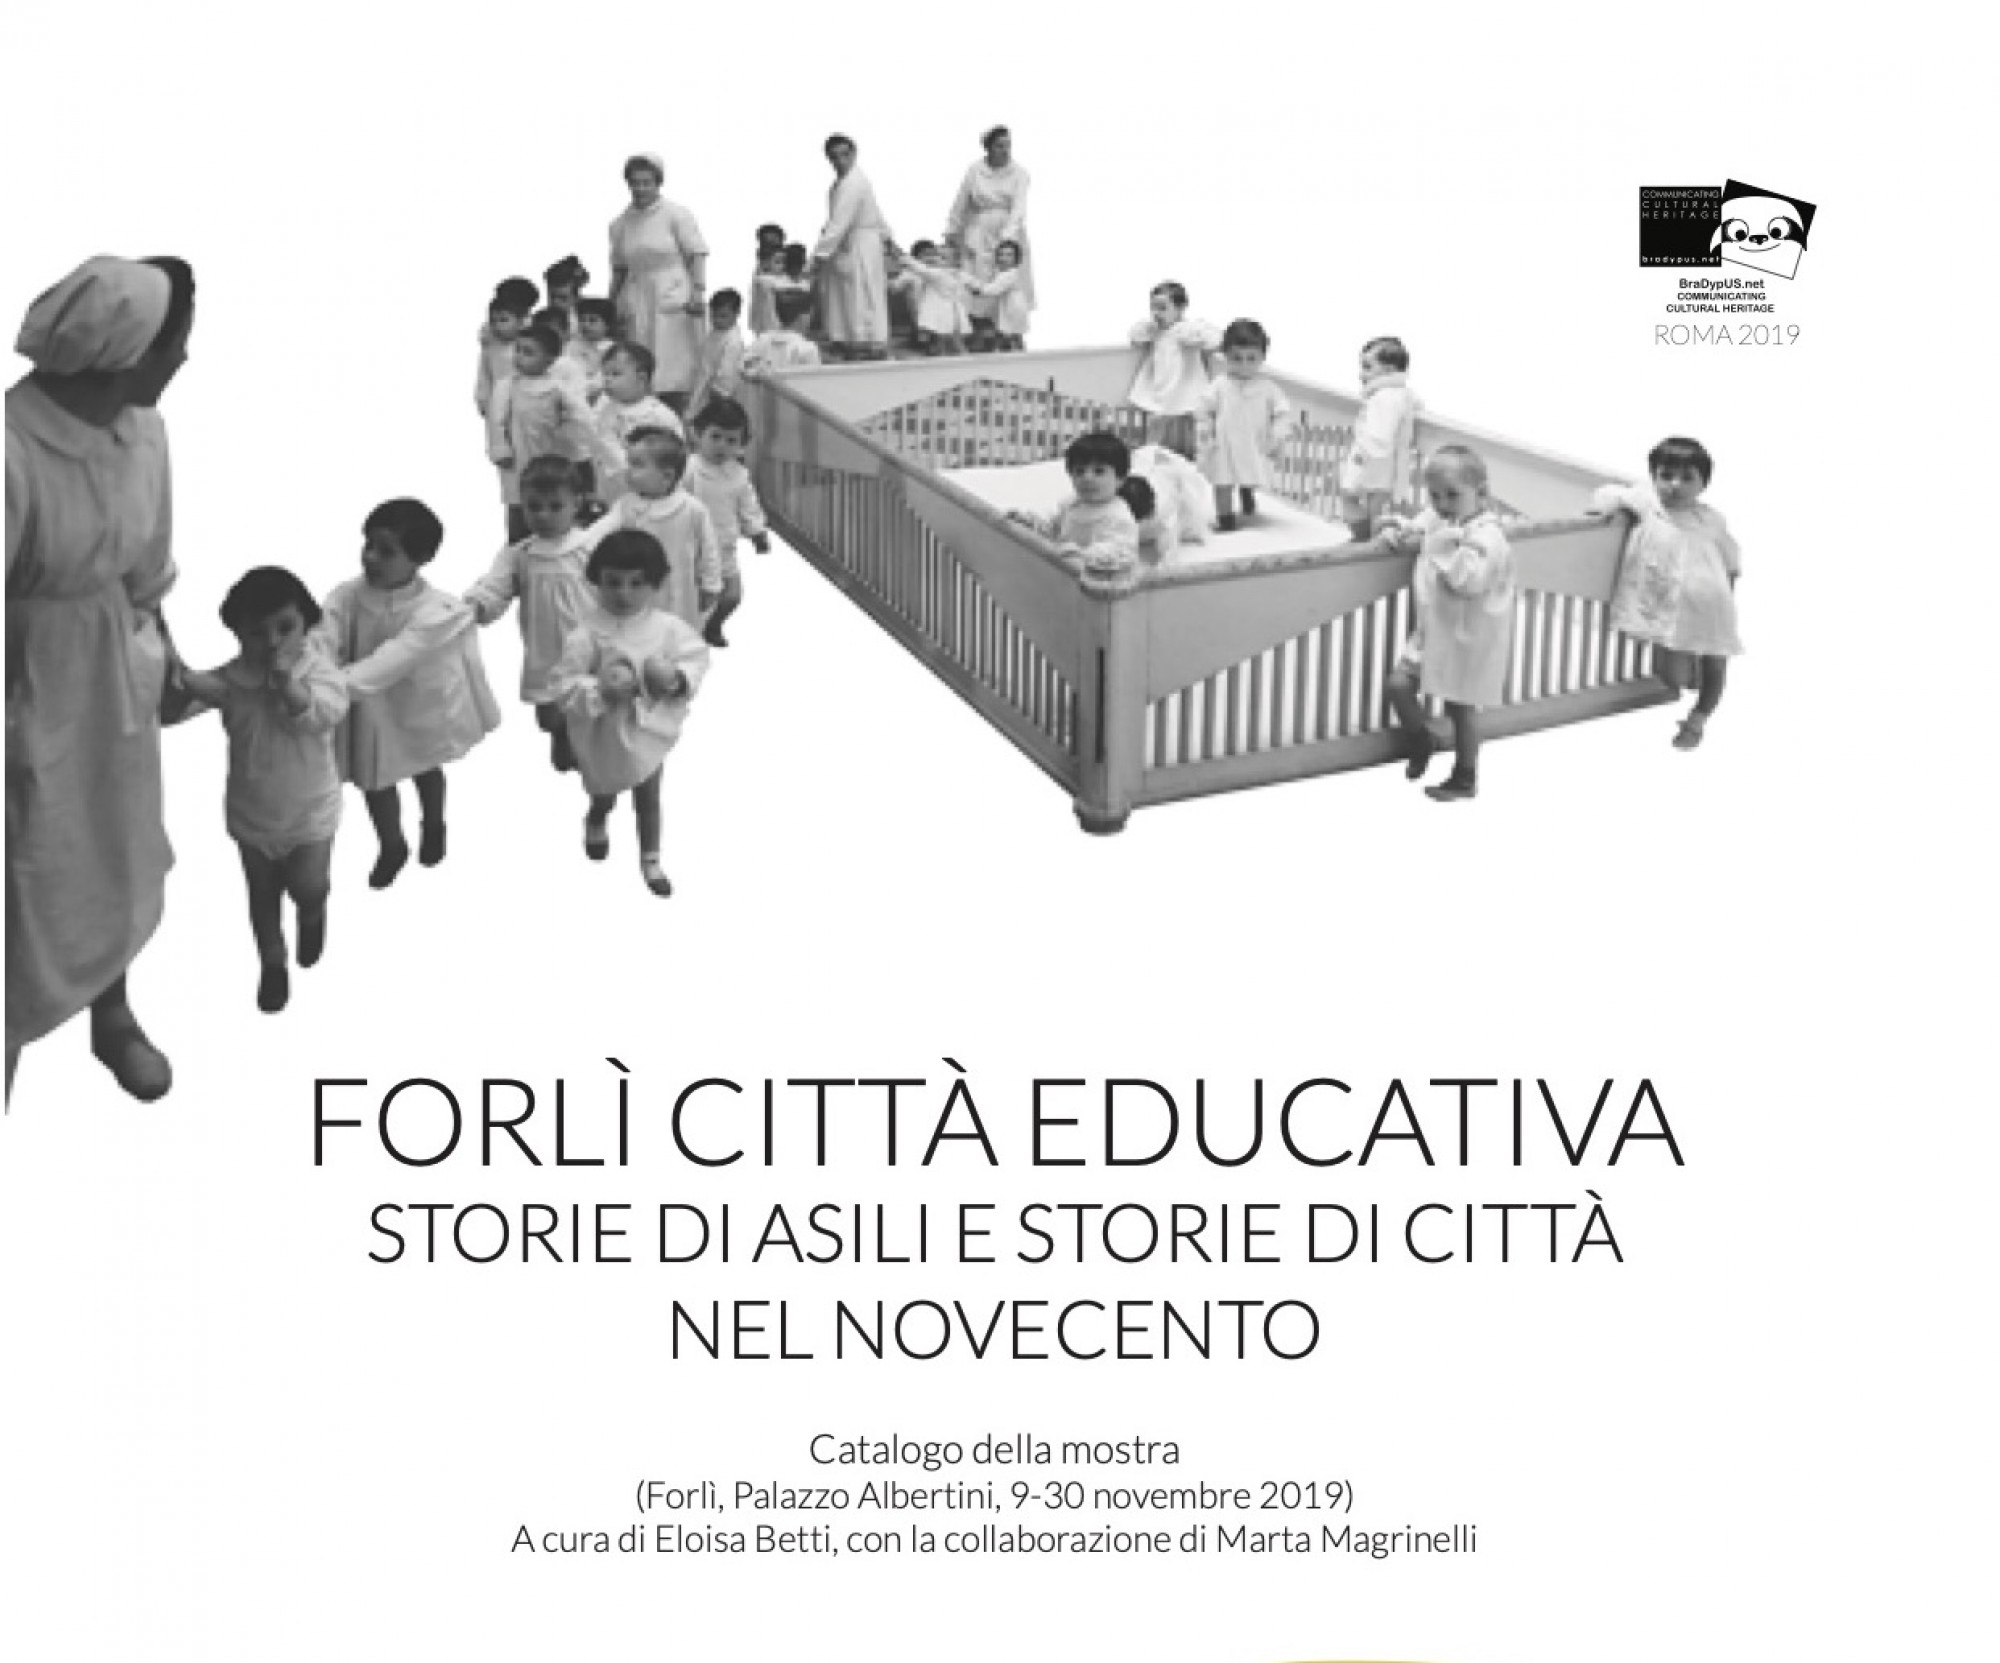 COMMUNICATING
CULTURAL
HERITAGE
bradypus.net
BraDypUS.net
COMMUNICATING
CULTURAL HERITAGE
ROMA 2019
FORLÌ CITTÀ EDUCATIVA
STORIE DI ASILI E STORIE DI CITTÀ
NEL NOVECENTO
Catalogo della mostra
(Forlì, Palazzo Albertini, 9-30 novembre 2019)
A cura di Eloisa Betti, con la collaborazione di Marta Magrinelli